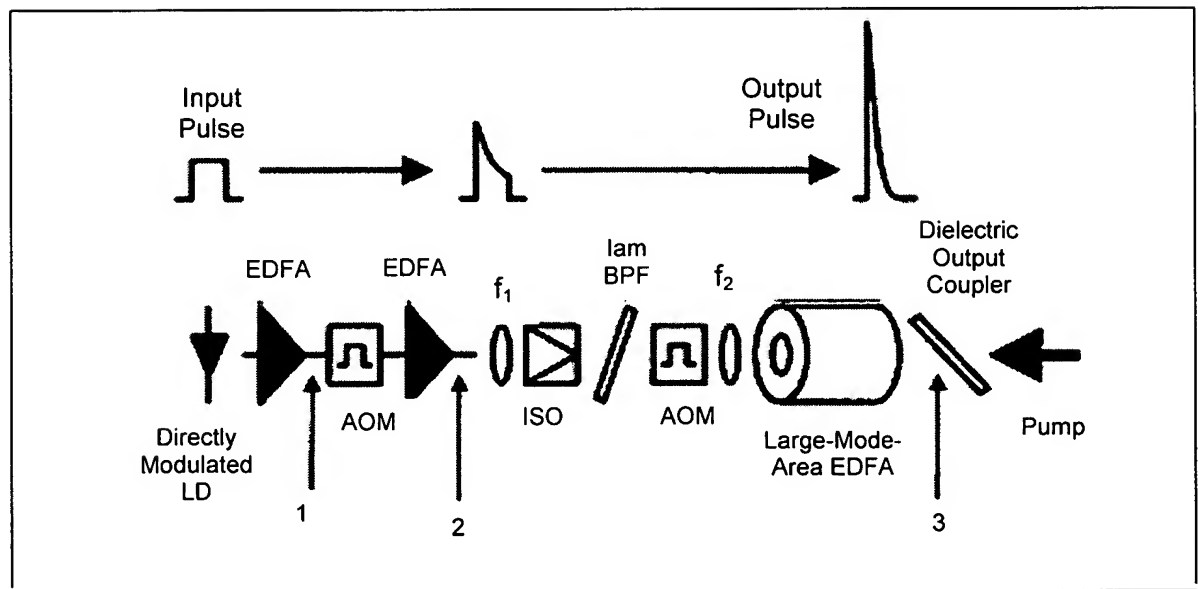 Input
Pulse
Output
Pulse
EDFA
EDFA
f₁
Iam
BPF
f₂
Dielectric
Output
Coupler
AOM
ISO
AOM
Directly
Modulated
LD
Large-Mode-
Area EDFA
Pump
1
2
3